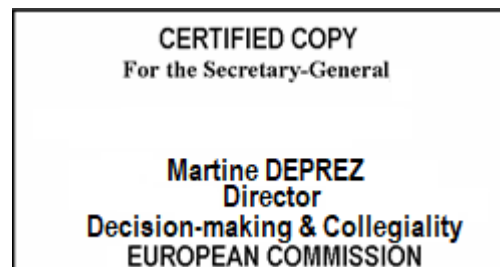 CERTIFIED COPY
For the Secretary-General
Martine DEPREZ
Director
Decision-making & Collegiality
EUROPEAN COMMISSION